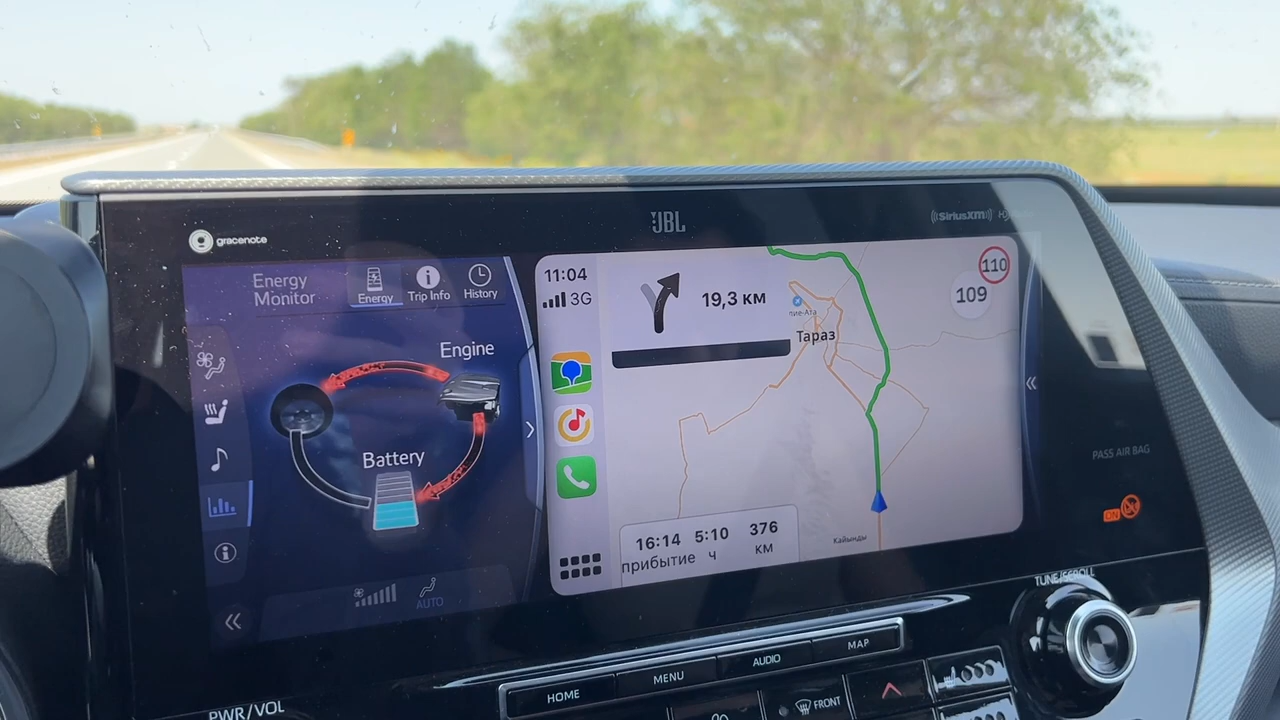 JBL
gracenote
SiriusXM
Energy
Monitor
Energy
Trip Info
History
Engine
Battery
AUTO
11:04
3G
19,3 км
Тараз
110
109
16:14 5:10 376
прибытие ч км
Кайынды
PASS AIR BAG
ON
TUNE/SCROLL
HOME
MENU
AUDIO
MAP
FRONT
PWR/VOL